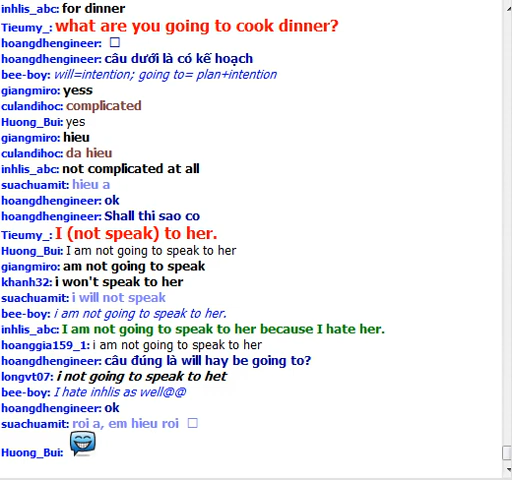 inhlis_abc: for dinner
Tieumy_: what are you going to cook dinner?
hoangdhengineer: □
hoangdhengineer: câu dưới là có kế hoạch
bee-boy: will=intention; going to= plan+intention
giangmiro: yess
culandihoc: complicated
Huong_Bui: yes
giangmiro: hieu
culandihoc: da hieu
inhlis_abc: not complicated at all
suachuamit: hieu a
hoangdhengineer: ok
hoangdhengineer: Shall thi sao co
Tieumy_: I (not speak) to her.
Huong_Bui: I am not going to speak to her
giangmiro: am not going to speak
khanh32: i won't speak to her
suachuamit: i will not speak
bee-boy: i am not going to speak to her.
inhlis_abc: I am not going to speak to her because I hate her.
hoanggia159_1: i am not going to speak to her
hoangdhengineer: câu đúng là will hay be going to?
longvt07: i not going to speak to het
bee-boy: I hate inhlis as well@@
hoangdhengineer: ok
suachuamit: roi a, em hieu roi □
Huong_Bui: